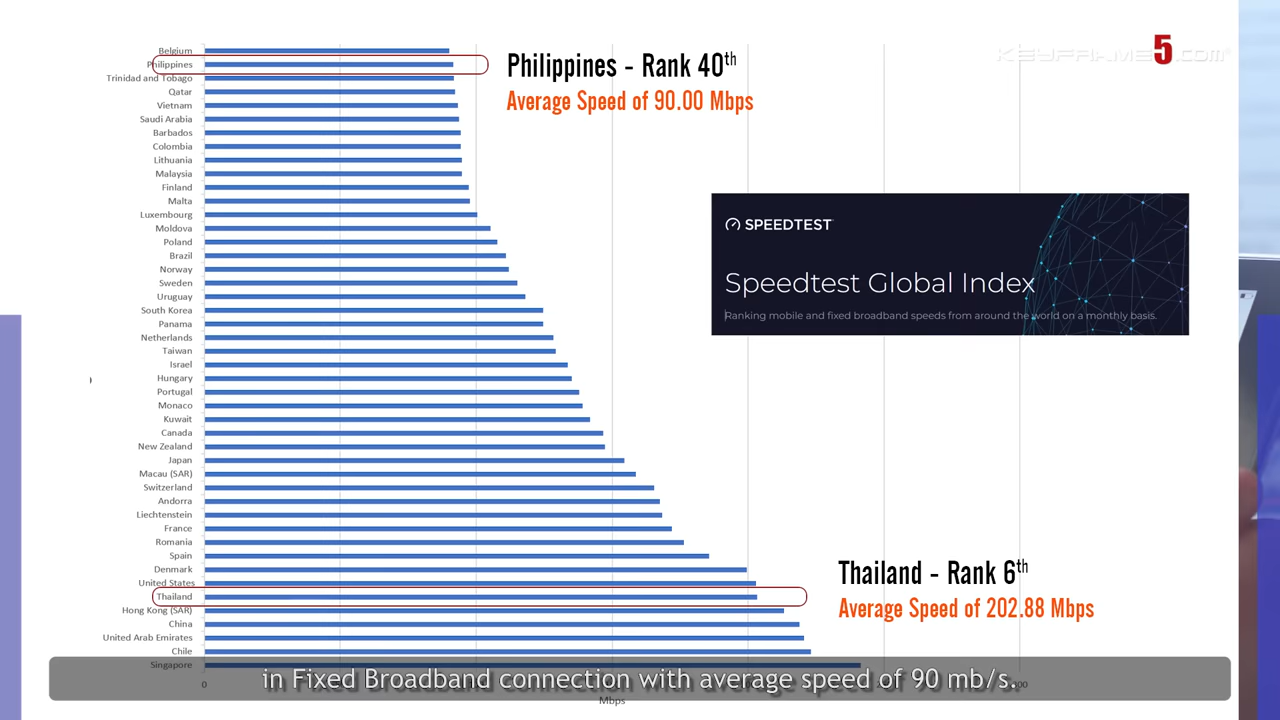 Belgium
Philippines
Trinidad and Tobago
Qatar
Vietnam
Saudi Arabia
Barbados
Colombia
Lithuania
Malaysia
Finland
Malta
Luxembourg
Moldova
Poland
Brazil
Norway
Sweden
Uruguay
South Korea
Panama
Netherlands
Taiwan
Israel
Hungary
Portugal
Monaco
Kuwait
Canada
New Zealand
Japan
Macau (SAR)
Switzerland
Andorra
Liechtenstein
France
Romania
Spain
Denmark
United States
Thailand
Hong Kong (SAR)
China
United Arab Emirates
Chile
Singapore
0
Mbps
Philippines - Rank 40th
Average Speed of 90.00 Mbps
KEYFRAME5.COM
SPEEDTEST
Speedtest Global Index
Ranking mobile and fixed broadband speeds from around the world on a monthly basis.
Thailand - Rank 6th
Average Speed of 202.88 Mbps
in Fixed Broadband connection with average speed of 90 mb/s.